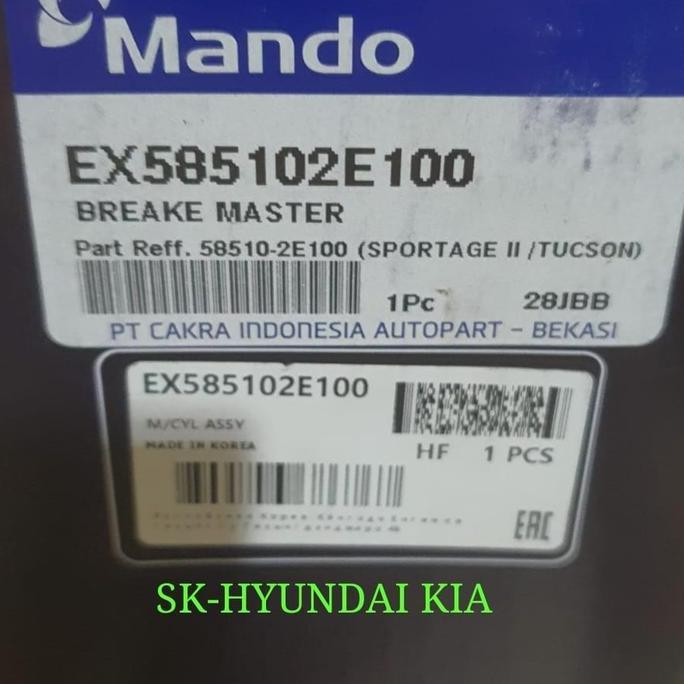 Mando
EX585102E100
BREAKE MASTER
Part Reff. 58510-2E100 (SPORTAGE II /TUCSON)
1Pc 28JBB
PT CAKRA INDONESIA AUTOPART - BEKASI
EX585102E100
M/CYL ASSY
MADE IN KOREA
HF 1 PCS
EAC
SK-HYUNDAI KIA